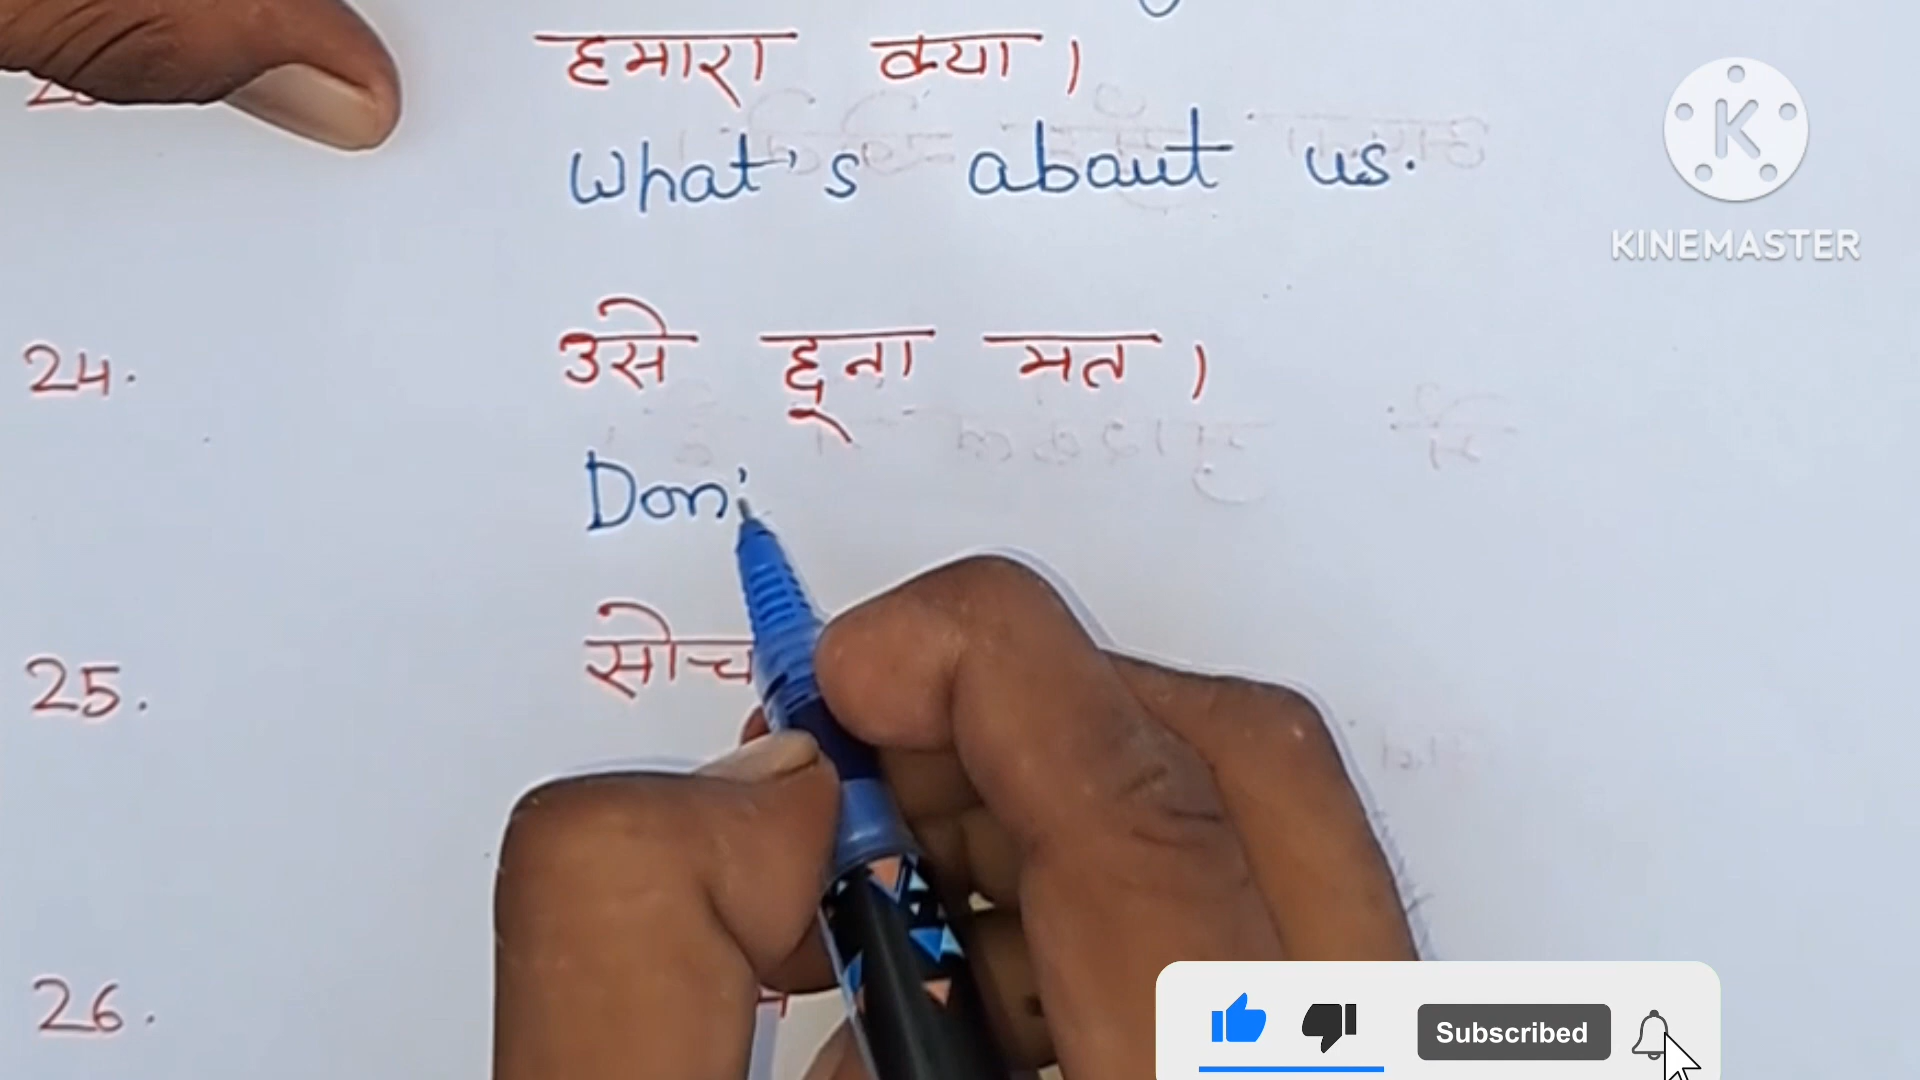 हमारा क्या।
What's about us.
KINEMASTER
24. उसे छूना मत।
Don'
25. सोच
26.
Subscribed